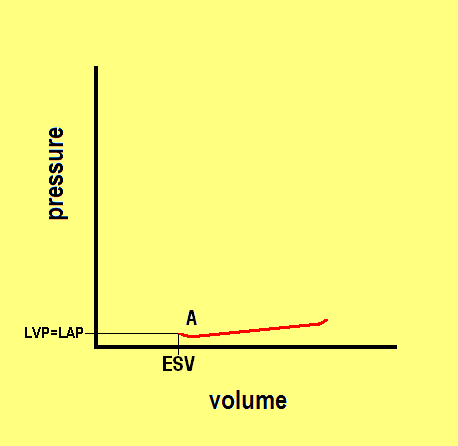 pressure
A
LVP=LAP
ESV
volume